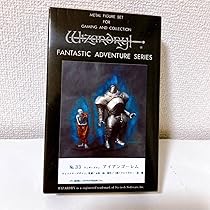 METAL FIGURE SET
FOR
GAMING AND COLLECTION
Wizardry
FANTASTIC ADVENTURE SERIES
No.33 アイアンゴーレム
WIZARDRY is a registered trademark of Sir-tech Software Inc.